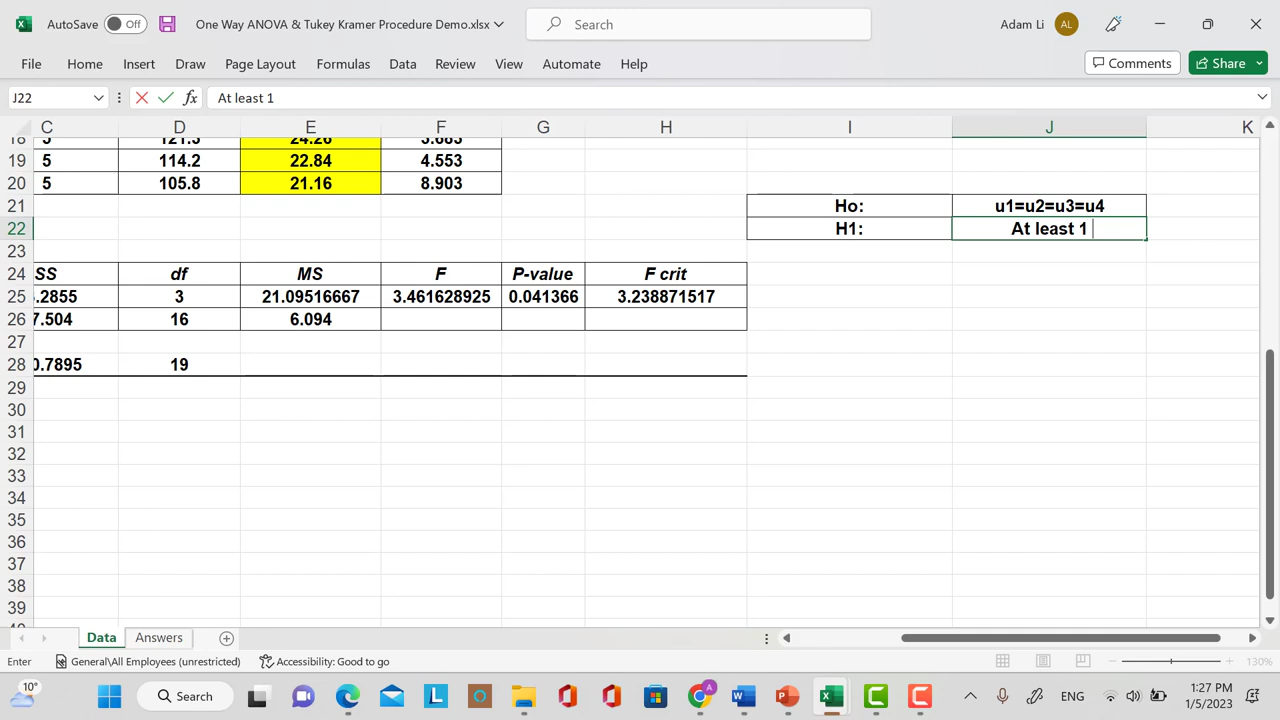 AutoSave Off One Way ANOVA & Tukey Kramer Procedure Demo.xlsx Search Adam Li AL
File Home Insert Draw Page Layout Formulas Data Review View Automate Help Comments Share
J22 fx At least 1
C D E F G H I J K
18 5 121.3 24.26 3.683
19 5 114.2 22.84 4.553
20 5 105.8 21.16 8.903
21 Ho: u1=u2=u3=u4
22 H1: At least 1
23
24 SS df MS F P-value F crit
25 .2855 3 21.09516667 3.461628925 0.041366 3.238871517
26 7.504 16 6.094
27
28 0.7895 19
29
30
31
32
33
34
35
36
37
38
39
Data Answers
Enter General\All Employees (unrestricted) Accessibility: Good to go 130%
10° Search A ENG 1:27 PM
1/5/2023